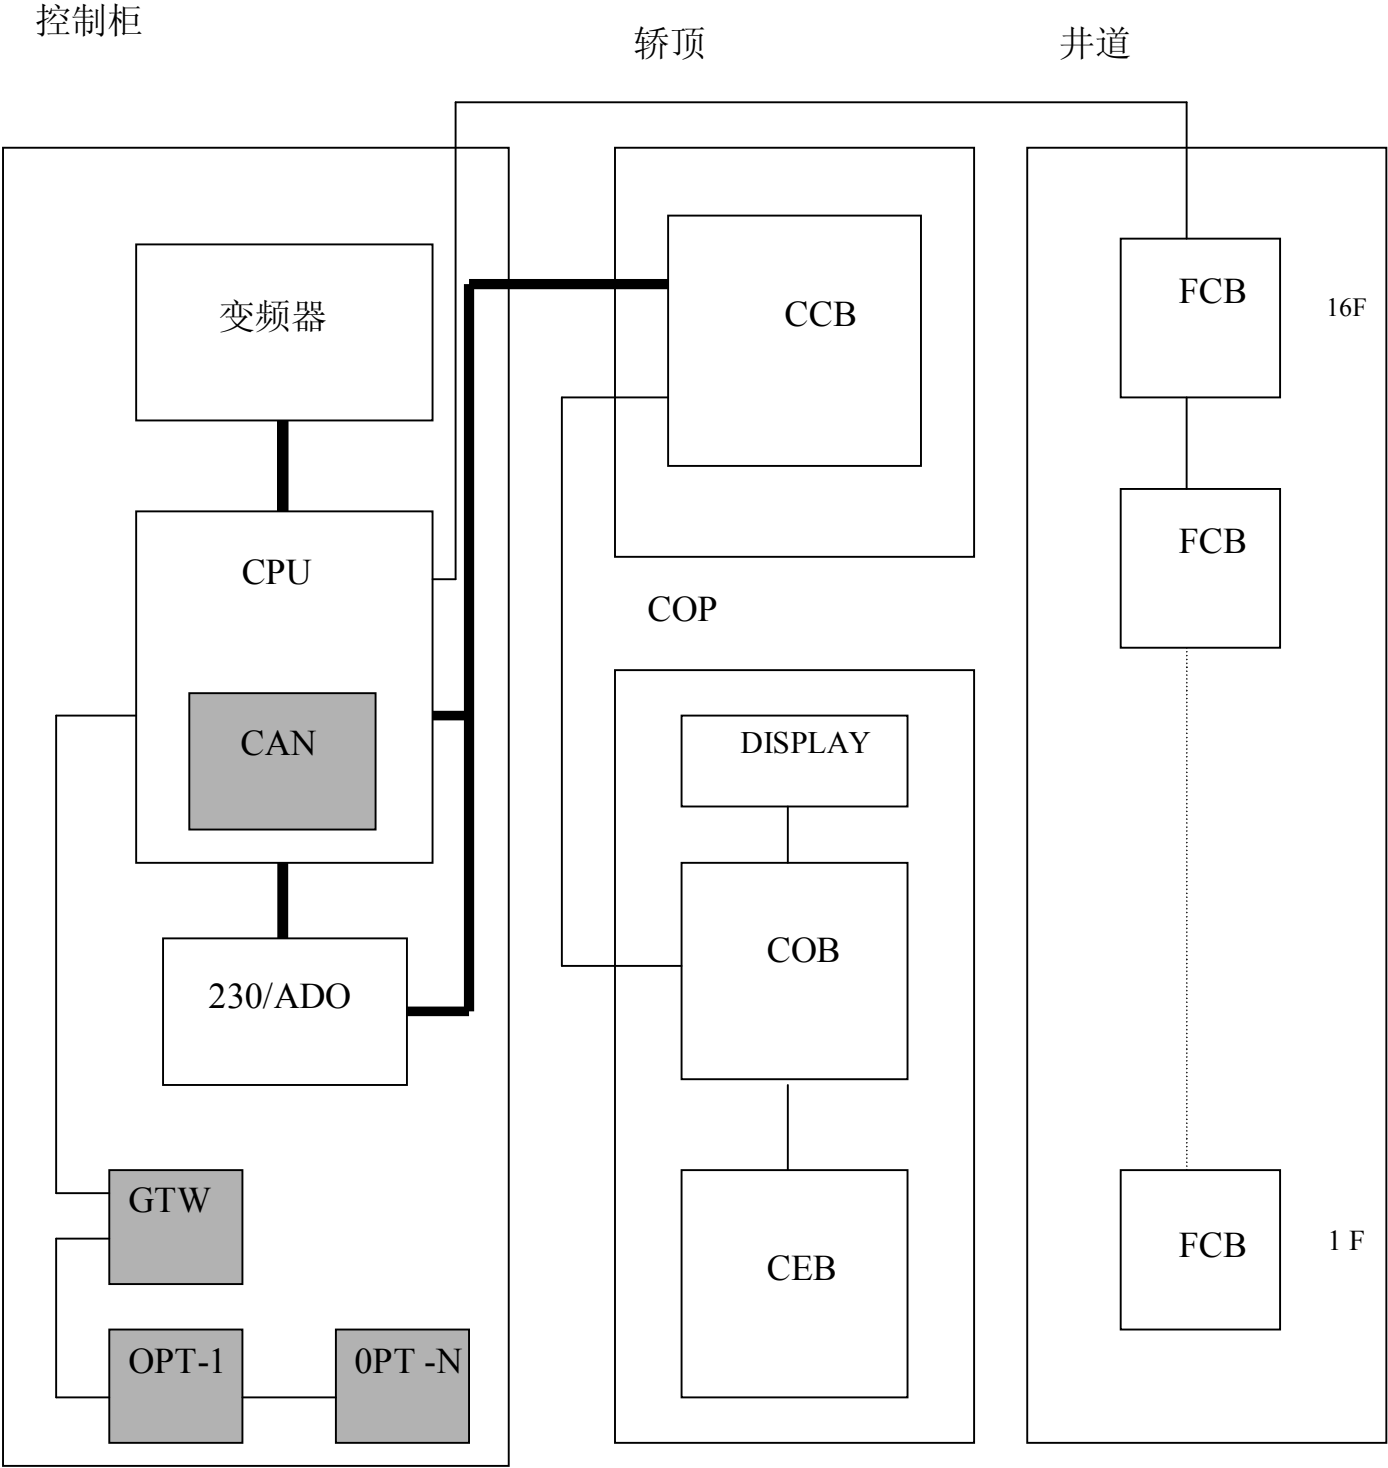 控制柜
轿顶
井道
变频器
CCB
FCB
16F
CPU
FCB
COP
CAN
DISPLAY
COB
230/ADO
GTW
CEB
FCB
1 F
OPT-1
0PT -N